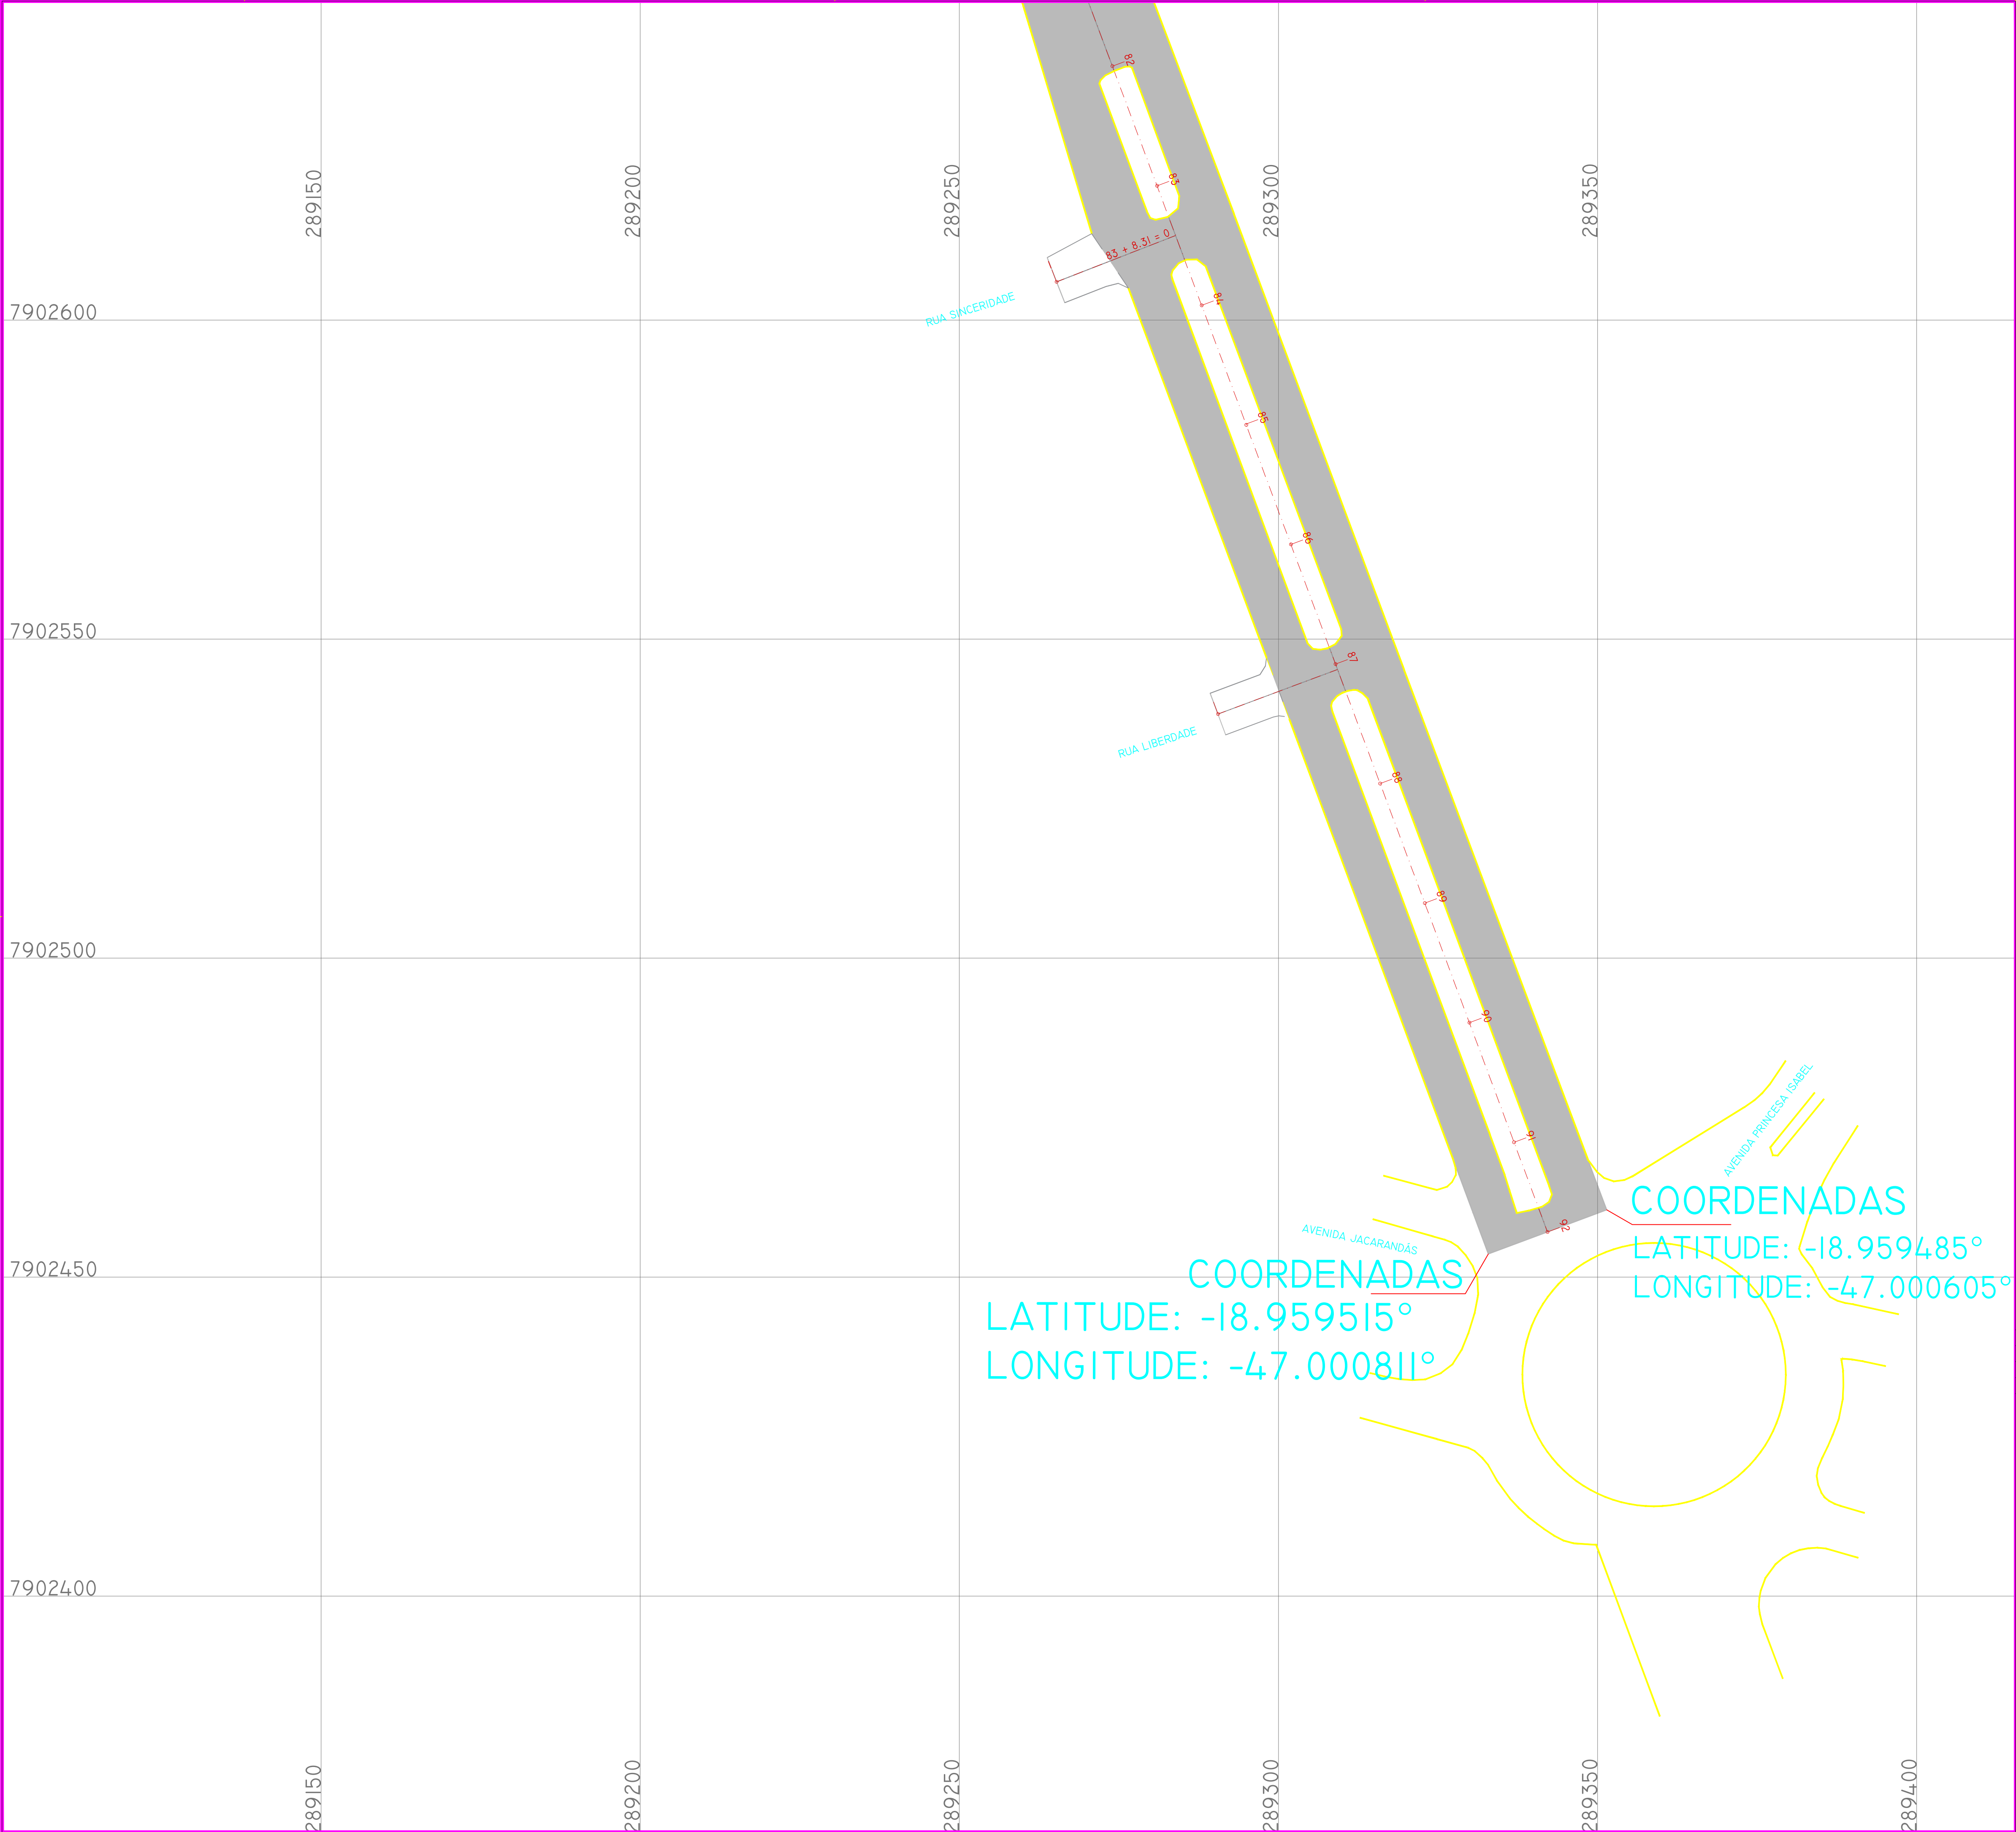 82
289150
289200
289250
289300
289350
83
83 + 8.31 = 0
84
RUA SINCERIDADE
7902600
85
86
7902550
87
RUA LIBERDADE
88
89
7902500
90
AVENIDA PRINCESA ISABEL
91
COORDENADAS
LATITUDE: -18.959485°
LONGITUDE: -47.000605°
92
AVENIDA JACARANDÁS
7902450
COORDENADAS
LATITUDE: -18.959515°
LONGITUDE: -47.000811°
7902400
289150
289200
289250
289300
289350
289400